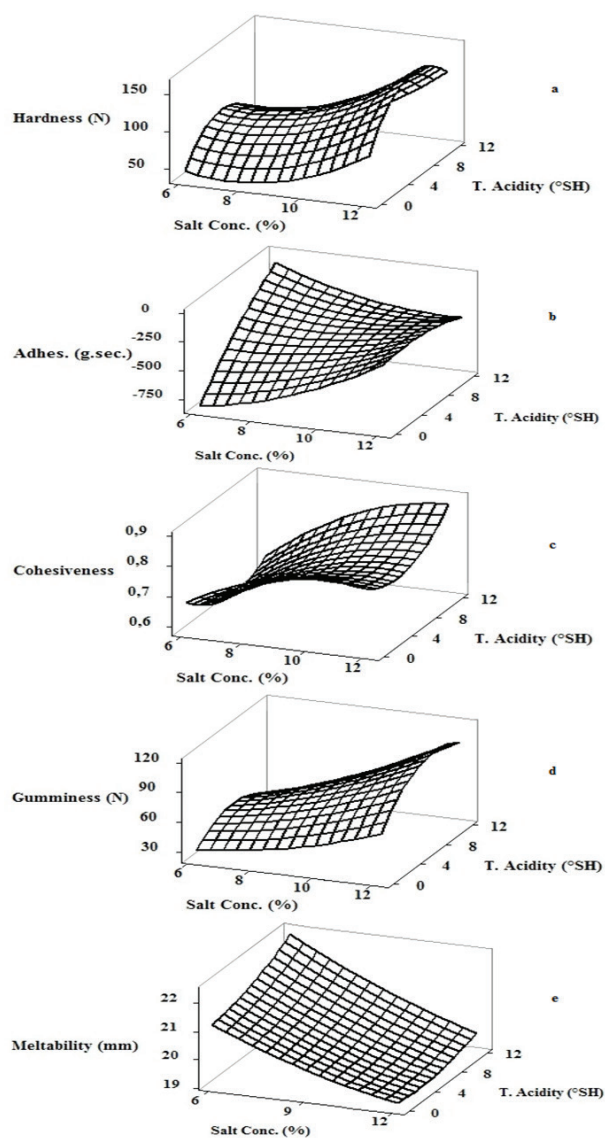 150
a
Hardness (N)
100
12
50
8
T. Acidity (°SH)
4
6
0
8
10
Salt Conc. (%)
12
0
b
-250
Adhes. (g.sec.)
-500
12
-750
8
T. Acidity (°SH)
4
6
0
8
10
Salt Conc. (%)
12
0,9
c
0,8
Cohesiveness
0,7
12
0,6
8
T. Acidity (°SH)
4
6
0
8
10
Salt Conc. (%)
12
120
d
Gumminess (N)
90
60
12
30
8
T. Acidity (°SH)
4
6
0
8
10
Salt Conc. (%)
12
22
e
21
Meltability (mm)
20
12
19
8
T. Acidity (°SH)
4
6
0
9
Salt Conc. (%)
12